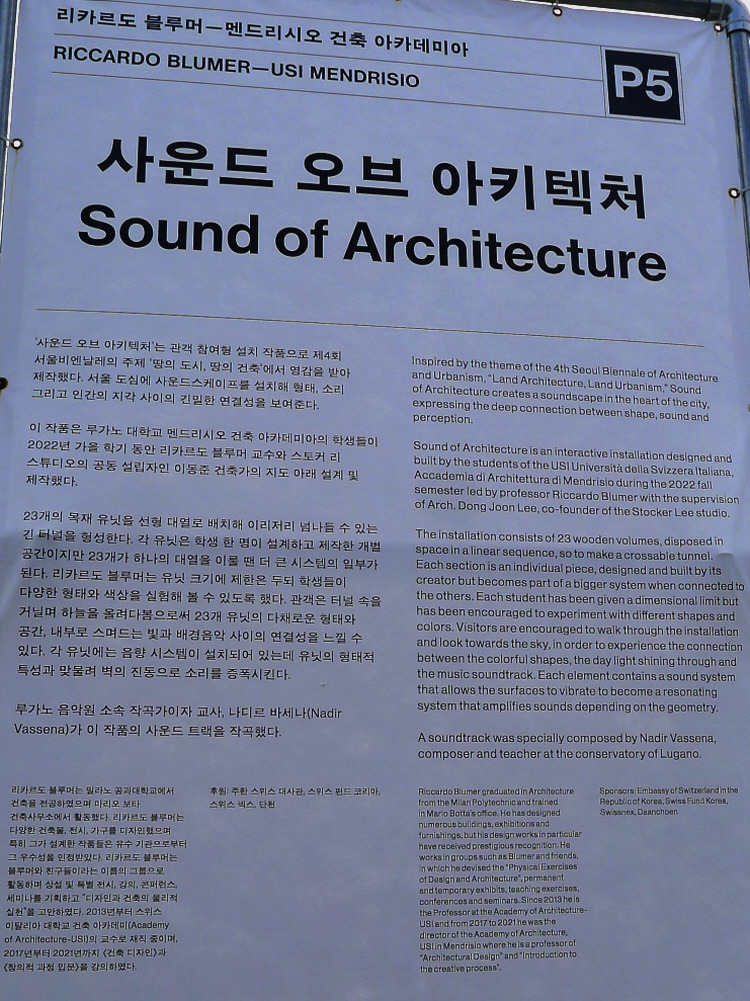 리카르도 블루머—멘드리시오 건축 아카데미아
RICCARDO BLUMER—USI MENDRISIO
P5
사운드 오브 아키텍처
Sound of Architecture
'사운드 오브 아키텍처'는 관객 참여형 설치 작품으로 제4회
서울비엔날레의 주제 '땅의 도시, 땅의 건축'에서 영감을 받아
제작했다. 서울 도심에 사운드스케이프를 설치해 형태, 소리
그리고 인간의 지각 사이의 긴밀한 연결성을 보여준다.
이 작품은 루가노 대학교 멘드리시오 건축 아카데미아의 학생들이
2022년 가을 학기 동안 리카르도 블루머 교수와 스토커 리
스튜디오의 공동 설립자인 이동준 건축가의 지도 아래 설계 및
제작했다.
23개의 목재 유닛을 선형 대열로 배치해 이리저리 넘나들 수 있는
긴 터널을 형성한다. 각 유닛은 학생 한 명이 설계하고 제작한 개별
공간이지만 23개가 하나의 대열을 이룰 땐 더 큰 시스템의 일부가
된다. 리카르도 블루머는 유닛 크기에 제한은 두되 학생들이
다양한 형태와 색상을 실험해 볼 수 있도록 했다. 관객은 터널 속을
거닐며 하늘을 올려다봄으로써 23개 유닛의 다채로운 형태와
공간, 내부로 스며드는 빛과 배경음악 사이의 연결성을 느낄 수
있다. 각 유닛에는 음향 시스템이 설치되어 있는데 유닛의 형태적
특성과 맞물려 벽의 진동으로 소리를 증폭시킨다.
루가노 음악원 소속 작곡가이자 교사, 나디르 바세나(Nadir
Vassena)가 이 작품의 사운드 트랙을 작곡했다.
Inspired by the theme of the 4th Seoul Biennale of Architecture
and Urbanism, "Land Architecture, Land Urbanism," Sound
of Architecture creates a soundscape in the heart of the city,
expressing the deep connection between shape, sound and
perception.
Sound of Architecture is an interactive installation designed and
built by the students of the USI Università della Svizzera Italiana,
Accademia di Architettura di Mendrisio during the 2022 fall
semester led by professor Riccardo Blumer with the supervision
of Arch. Dong Joon Lee, co-founder of the Stocker Lee studio.
The installation consists of 23 wooden volumes, disposed in
space in a linear sequence, so to make a crossable tunnel.
Each section is an individual piece, designed and built by its
creator but becomes part of a bigger system when connected to
the others. Each student has been given a dimensional limit but
has been encouraged to experiment with different shapes and
colors. Visitors are encouraged to walk through the installation
and look towards the sky, in order to experience the connection
between the colorful shapes, the day light shining through and
the music soundtrack. Each element contains a sound system
that allows the surfaces to vibrate to become a resonating
system that amplifies sounds depending on the geometry.
A soundtrack was specially composed by Nadir Vassena,
composer and teacher at the conservatory of Lugano.
리카르도 블루머는 밀라노 공과대학교에서
건축을 전공하였으며 마리오 보타
건축사무소에서 활동했다. 리카르도 블루머는
다양한 건축물, 전시, 가구를 디자인했으며
특히 그가 설계한 작품들은 유수 기관으로부터
그 우수성을 인정받았다. 리카르도 블루머는
블루머와 친구들이라는 이름의 그룹으로
활동하며 상설 및 특별 전시, 강의, 콘퍼런스,
세미나를 기획하고 "디자인과 건축의 물리적
실천"을 고안하였다. 2013년부터 스위스
이탈리아 대학교 건축 아카데미(Academy
of Architecture-USI)의 교수로 재직 중이며,
2017년부터 2021년까지 〈건축 디자인〉과
〈창의적 과정 입문〉을 강의하였다.
후원: 주한 스위스 대사관, 스위스 펀드 코리아,
스위스 넥스, 단천
Riccardo Blumer graduated in Architecture
from the Milan Polytechnic and trained
in Mario Botta's office. He has designed
numerous buildings, exhibitions and
furnishings, but his design works in particular
have received prestigious recognition. He
works in groups such as Blumer and friends,
in which he devised the "Physical Exercises
of Design and Architecture", permanent
and temporary exhibits, teaching exercises,
conferences and seminars. Since 2013 he is
the Professor at the Academy of Architecture-
USI and from 2017 to 2021 he was the
director of the Academy of Architecture,
USI in Mendrisio where he is a professor of
"Architectural Design" and "Introduction to
the creative process".
Sponsors: Embassy of Switzerland in the
Republic of Korea, Swiss Fund Korea,
Swissnex, Daanchoen